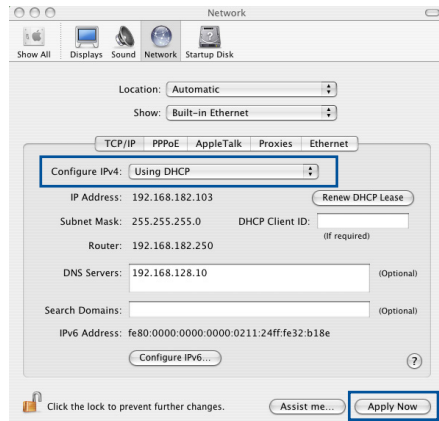 Network
Show All Displays Sound Network Startup Disk
Location: Automatic
Show: Built-in Ethernet
TCP/IP PPPoE AppleTalk Proxies Ethernet
Configure IPv4: Using DHCP
IP Address: 192.168.182.103 Renew DHCP Lease
Subnet Mask: 255.255.255.0 DHCP Client ID:
(If required)
Router: 192.168.182.250
DNS Servers: 192.168.128.10 (Optional)
Search Domains: (Optional)
IPv6 Address: fe80:0000:0000:0000:0211:24ff:fe32:b18e
Configure IPv6...
?
Click the lock to prevent further changes. Assist me... Apply Now